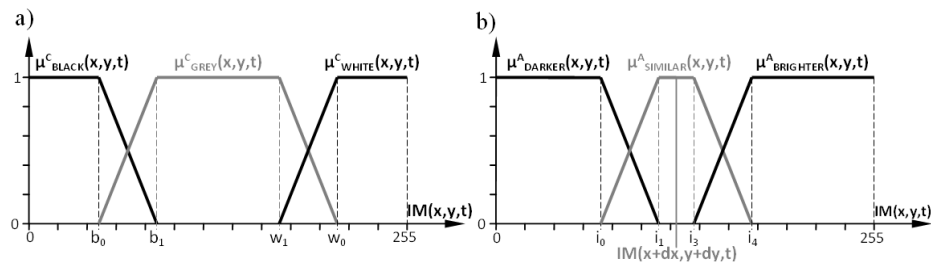 a)
μᶜBLACK(x,y,t)
μᶜGREY(x,y,t)
μᶜWHITE(x,y,t)
1
0
IM(x,y,t)
0
b₀
b₁
w₁
w₀
255
b)
μᴬDARKER(x,y,t)
μᴬSIMILAR(x,y,t)
μᴬBRIGHTER(x,y,t)
1
0
IM(x,y,t)
0
i₀
i₁
i₃
i₄
255
IM(x+dx,y+dy,t)